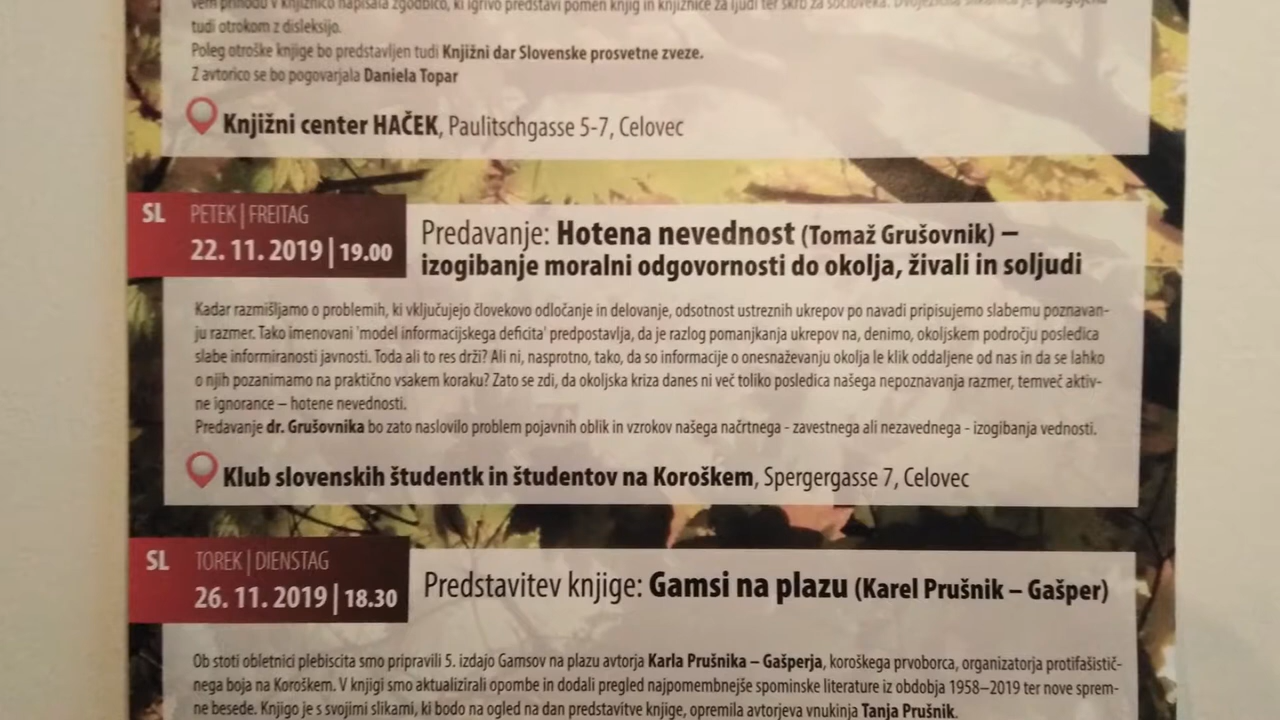 tudi otrokom z disleksijo.
Poleg otroške knjige bo predstavljen tudi Knjižni dar Slovenske prosvetne zveze.
Z avtorico se bo pogovarjala Daniela Topar
Knjižni center HAČEK, Paulitschgasse 5-7, Celovec
SL PETEK | FREITAG
22. 11. 2019 | 19.00
Predavanje: Hotena nevednost (Tomaž Grušovnik) –
izogibanje moralni odgovornosti do okolja, živali in soljudi
Kadar razmišljamo o problemih, ki vključujejo človekovo odločanje in delovanje, odsotnost ustreznih ukrepov po navadi pripisujemo slabemu poznavan-
ju razmer. Tako imenovani 'model informacijskega deficita' predpostavlja, da je razlog pomanjkanja ukrepov na, denimo, okoljskem področju posledica
slabe informiranosti javnosti. Toda ali to res drži? Ali ni, nasprotno, tako, da so informacije o onesnaževanju okolja le klik oddaljene od nas in da se lahko
o njih pozanimamo na praktično vsakem koraku? Zato se zdi, da okoljska kriza danes ni več toliko posledica našega nepoznavanja razmer, temveč aktiv-
ne ignorance – hotene nevednosti.
Predavanje dr. Grušovnika bo zato naslovilo problem pojavnih oblik in vzrokov našega načrtnega - zavestnega ali nezavednega - izogibanja vednosti.
Klub slovenskih študentk in študentov na Koroškem, Spergergasse 7, Celovec
SL TOREK | DIENSTAG
26. 11. 2019 | 18.30
Predstavitev knjige: Gamsi na plazu (Karel Prušnik – Gašper)
Ob stoti obletnici plebiscita smo pripravili 5. izdajo Gamsov na plazu avtorja Karla Prušnika – Gašperja, koroškega prvoborca, organizatorja protifašistič-
nega boja na Koroškem. V knjigi smo aktualizirali opombe in dodali pregled najpomembnejše spominske literature iz obdobja 1958–2019 ter nove sprem-
ne besede. Knjigo je s svojimi slikami, ki bodo na ogled na dan predstavitve knjige, opremila avtorjeva vnukinja Tanja Prušnik.